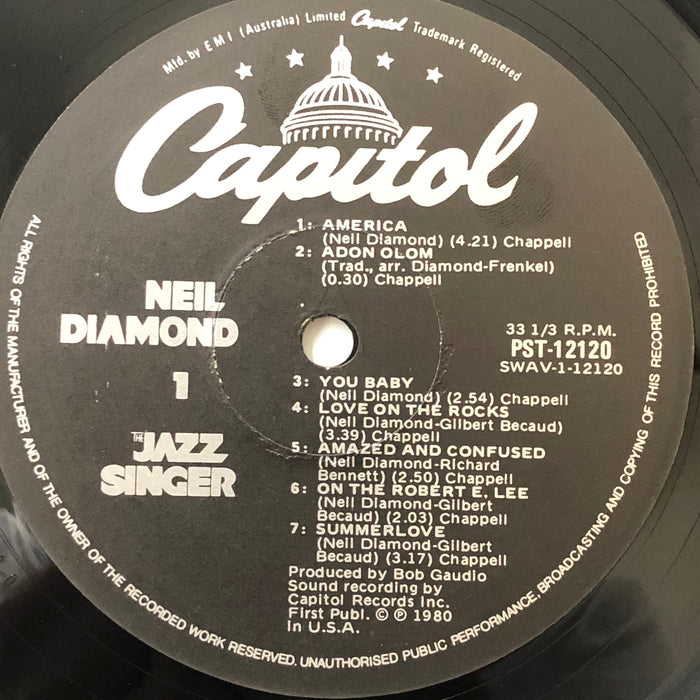 Mfd. by E M I (Australia) Limited Capitol Trademark Registered
Capitol
1: AMERICA
(Neil Diamond) (4.21) Chappell
2: ADON OLOM
(Trad., arr. Diamond-Frenkel)
(0.30) Chappell
NEIL
DIAMOND
1
THE
JAZZ
SINGER
33 1/3 R.P.M.
PST-12120
SWAV-1-12120
3: YOU BABY
(Neil Diamond) (2.54) Chappell
4: LOVE ON THE ROCKS
(Neil Diamond-Gilbert Becaud)
(3.39) Chappell
5: AMAZED AND CONFUSED
(Neil Diamond-Richard
Bennett) (2.50) Chappell
6: ON THE ROBERT E. LEE
(Neil Diamond-Gilbert
Becaud) (2.03) Chappell
7: SUMMERLOVE
(Neil Diamond-Gilbert
Becaud) (3.17) Chappell
Produced by Bob Gaudio
Sound recording by
Capitol Records Inc.
First Publ. © ℗ 1980
in U.S.A.
ALL RIGHTS OF THE MANUFACTURER AND OF THE OWNER OF THE RECORDED WORK RESERVED. UNAUTHORISED PUBLIC PERFORMANCE, BROADCASTING AND COPYING OF THIS RECORD PROHIBITED